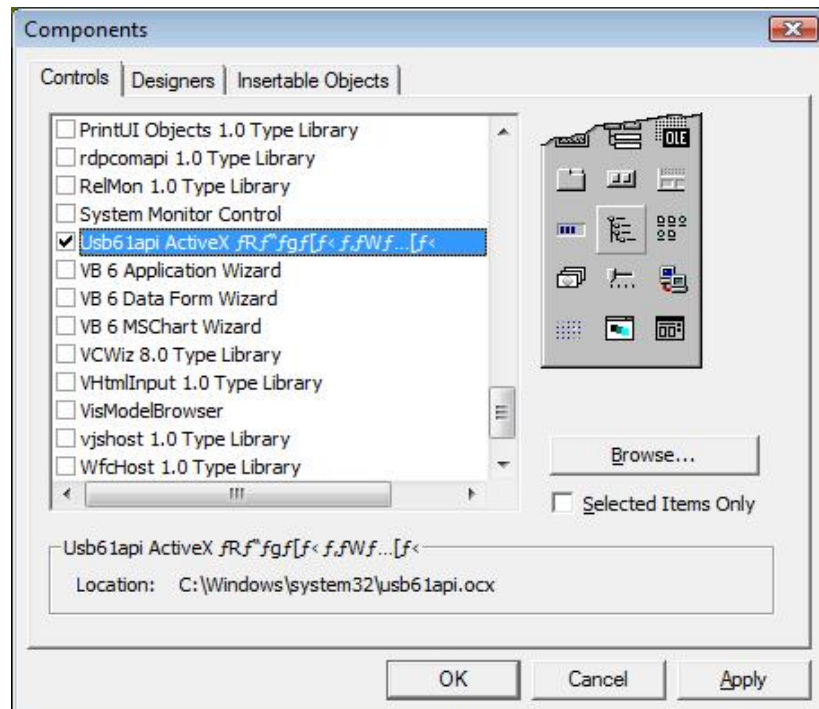 Components
Controls Designers Insertable Objects
PrintUI Objects 1.0 Type Library
rdpcomapi 1.0 Type Library
RelMon 1.0 Type Library
System Monitor Control
Usb61api ActiveX ƒRƒ“ƒgƒ[ƒ‹ ƒ‚ƒWƒ…[ƒ‹
VB 6 Application Wizard
VB 6 Data Form Wizard
VB 6 MSChart Wizard
VCWiz 8.0 Type Library
VHtmlInput 1.0 Type Library
VisModelBrowser
vjshost 1.0 Type Library
WfcHost 1.0 Type Library
OLE
Browse...
Selected Items Only
Usb61api ActiveX ƒRƒ“ƒgƒ[ƒ‹ ƒ‚ƒWƒ…[ƒ‹
Location: C:\Windows\system32\usb61api.ocx
OK Cancel Apply